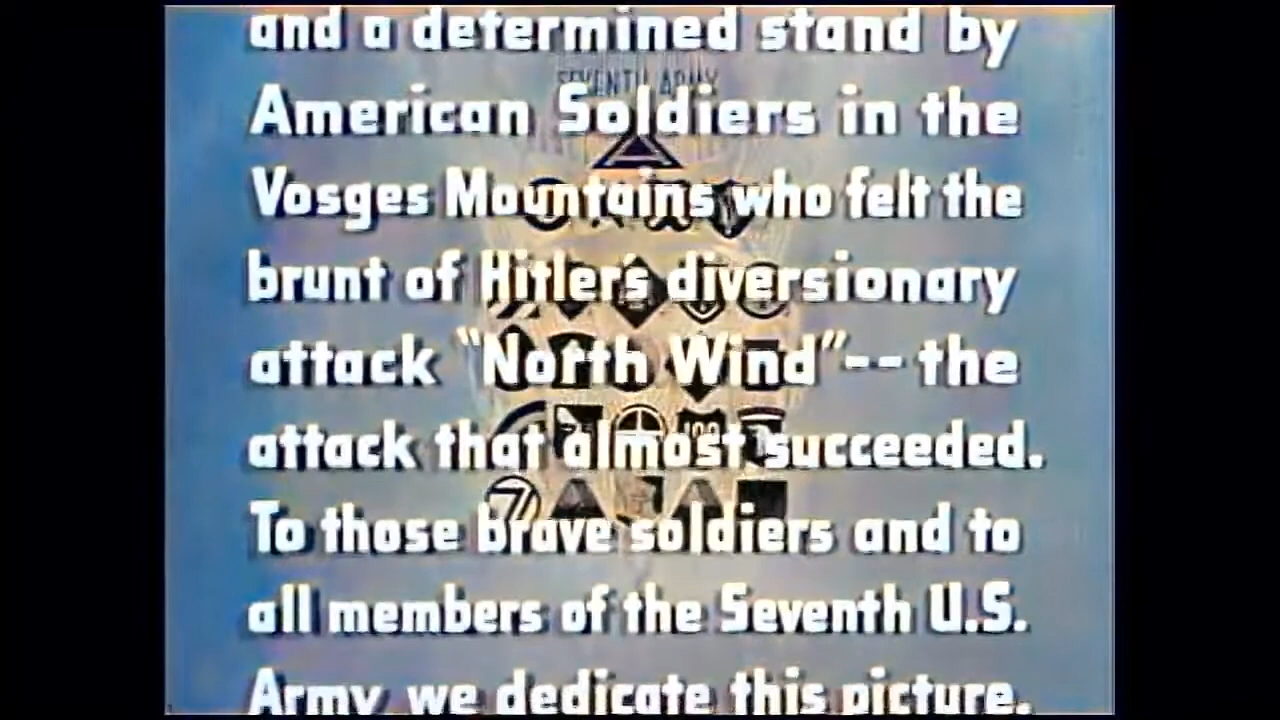 and a determined stand by
SEVENTH ARMY
American Soldiers in the
Vosges Mountains who felt the
brunt of Hitler's diversionary
attack "North Wind"-- the
attack that almost succeeded.
To those brave soldiers and to
all members of the Seventh U.S.
Army we dedicate this picture.